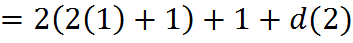 = 2(2(1) + 1) + 1 + d(2)